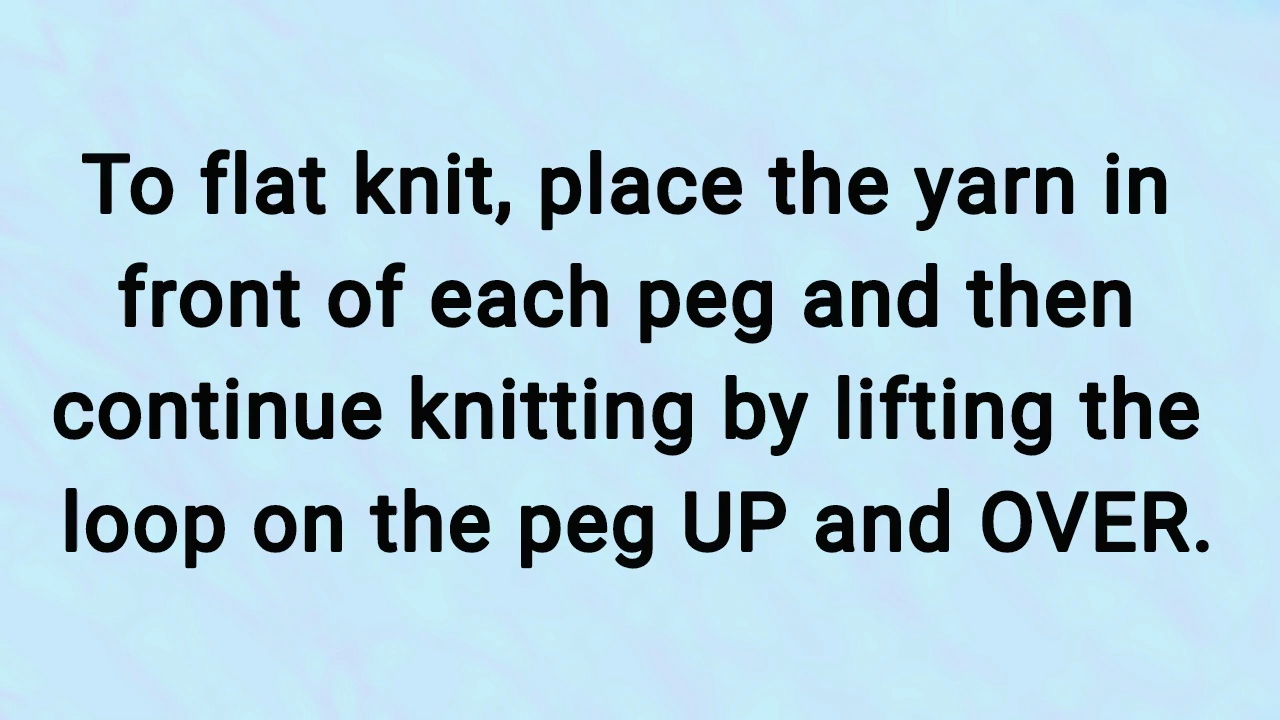 To flat knit, place the yarn in
front of each peg and then
continue knitting by lifting the
loop on the peg UP and OVER.